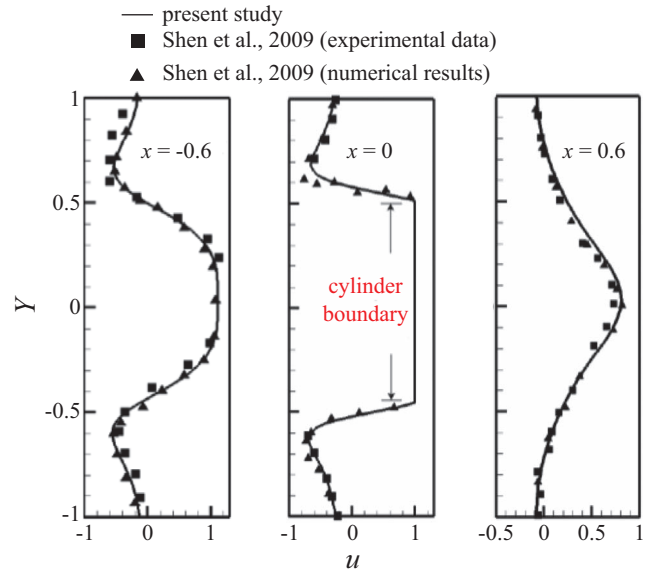 present study
Shen et al., 2009 (experimental data)
Shen et al., 2009 (numerical results)
1
0.5
0
-0.5
-1
Y
x = -0.6
x = 0
x = 0.6
cylinder
boundary
-1 0 1
-1 0 1
-0.5 0 0.5 1
u